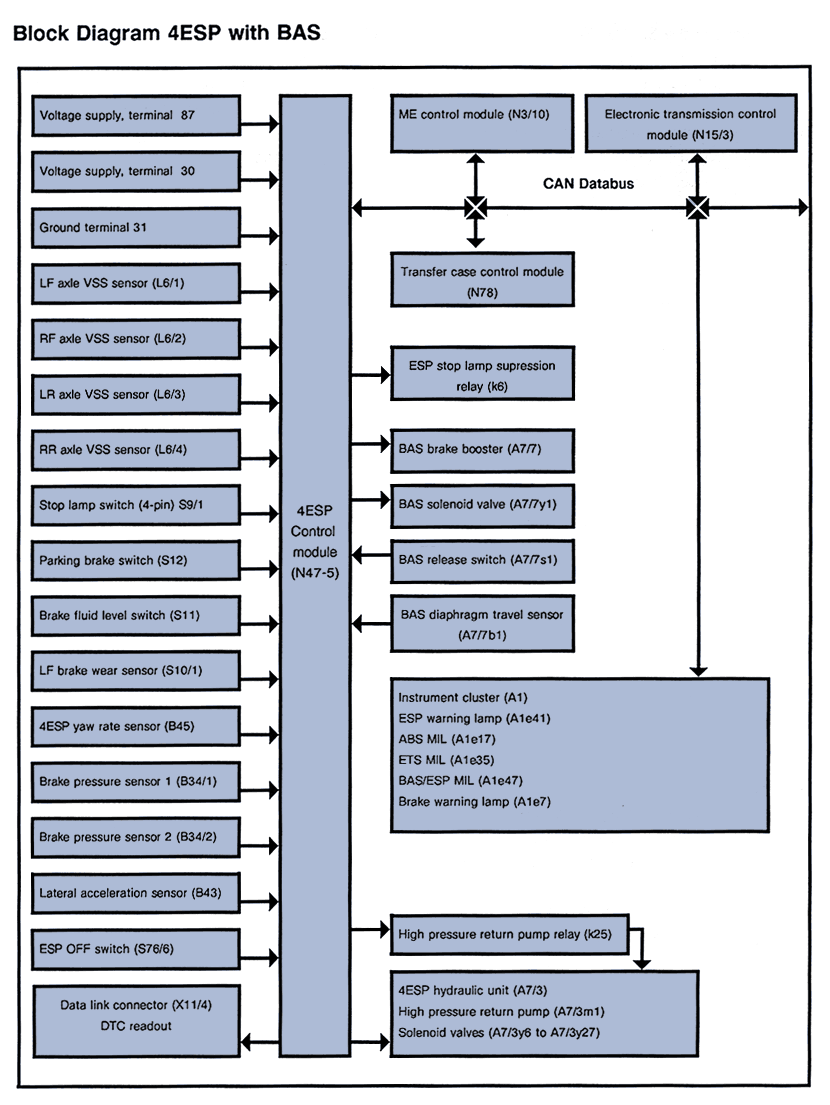 Block Diagram 4ESP with BAS
Voltage supply, terminal 87
Voltage supply, terminal 30
Ground terminal 31
LF axle VSS sensor (L6/1)
RF axle VSS sensor (L6/2)
LR axle VSS sensor (L6/3)
RR axle VSS sensor (L6/4)
Stop lamp switch (4-pin) S9/1
Parking brake switch (S12)
Brake fluid level switch (S11)
LF brake wear sensor (S10/1)
4ESP yaw rate sensor (B45)
Brake pressure sensor 1 (B34/1)
Brake pressure sensor 2 (B34/2)
Lateral acceleration sensor (B43)
ESP OFF switch (S76/6)
Data link connector (X11/4)
DTC readout
4ESP
Control
module
(N47-5)
ME control module (N3/10)
Electronic transmission control
module (N15/3)
CAN Databus
Transfer case control module
(N78)
ESP stop lamp supression
relay (k6)
BAS brake booster (A7/7)
BAS solenoid valve (A7/7y1)
BAS release switch (A7/7s1)
BAS diaphragm travel sensor
(A7/7b1)
Instrument cluster (A1)
ESP warning lamp (A1e41)
ABS MIL (A1e17)
ETS MIL (A1e35)
BAS/ESP MIL (A1e47)
Brake warning lamp (A1e7)
High pressure return pump relay (k25)
4ESP hydraulic unit (A7/3)
High pressure return pump (A7/3m1)
Solenoid valves (A7/3y6 to A7/3y27)